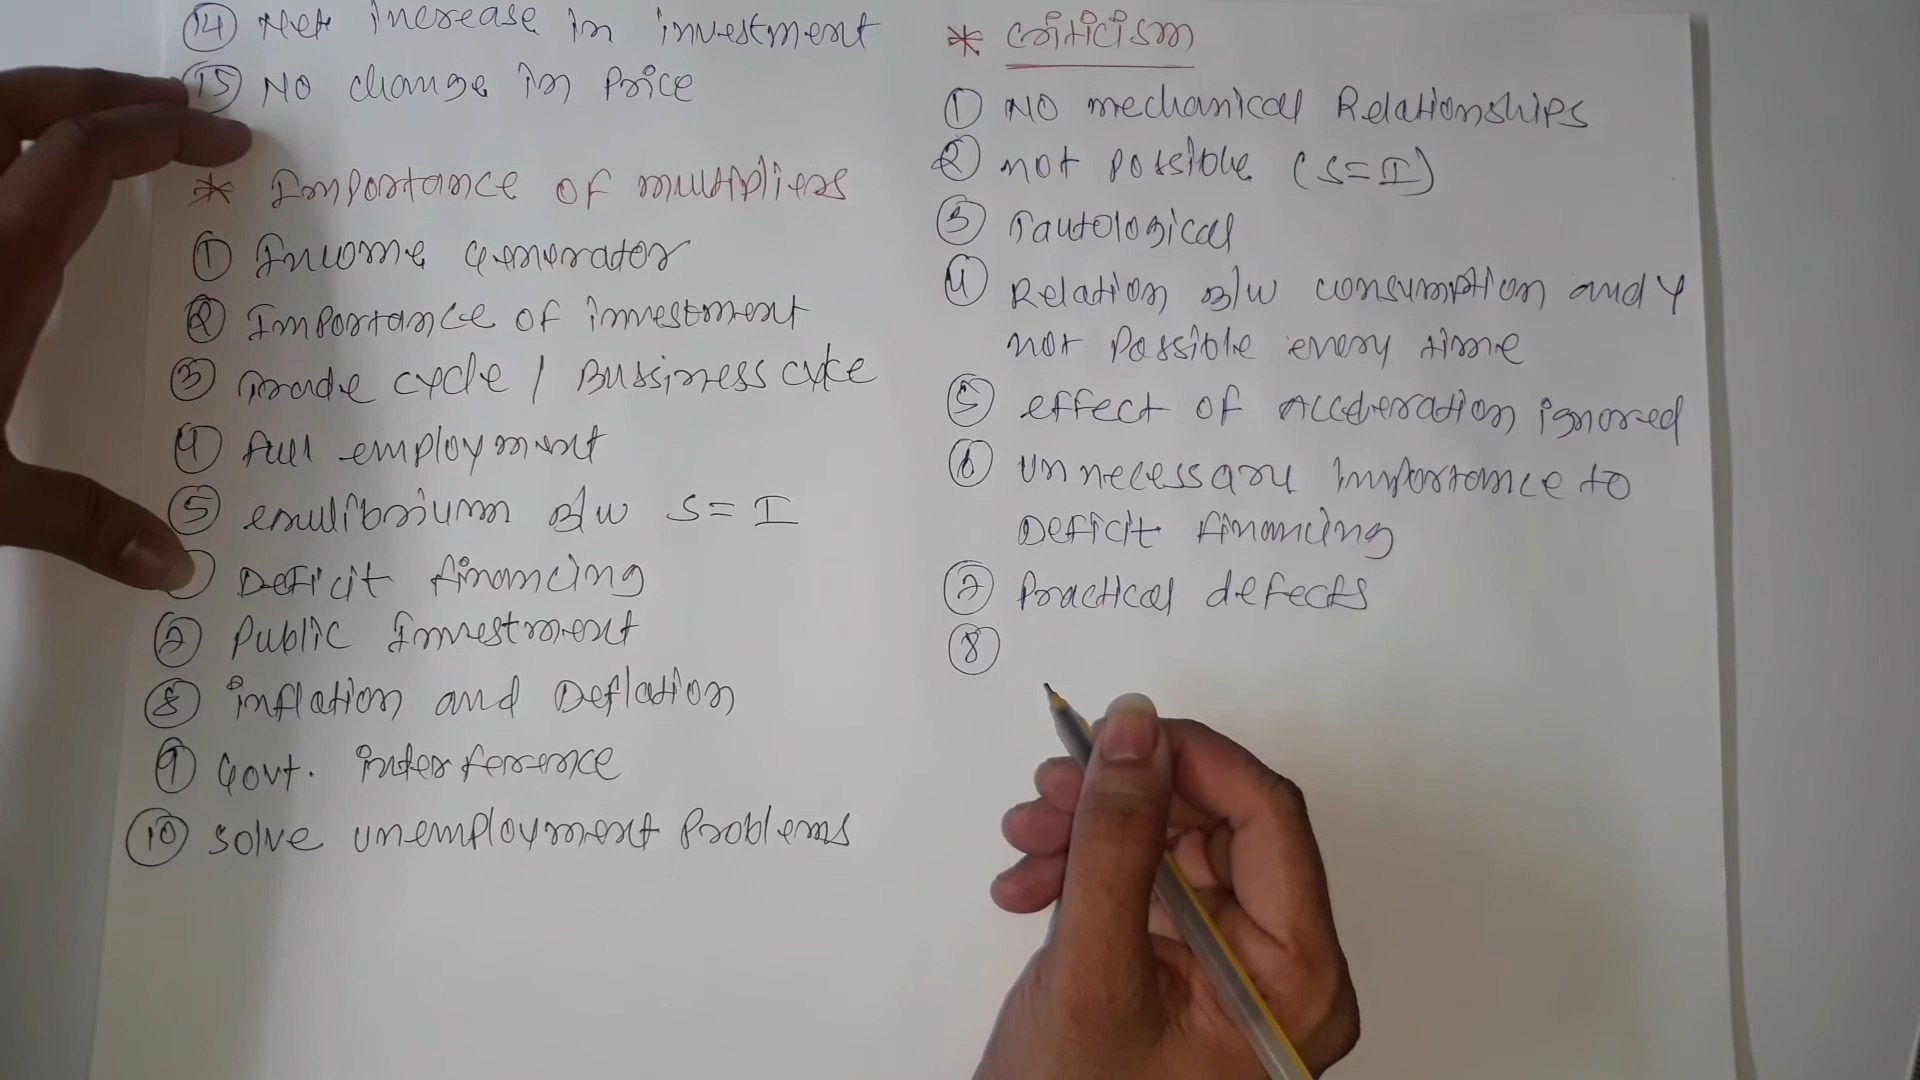 14 Net increase in investment
15 No change in Price
* Importance of multipliers
1 Income generator
2 Importance of investment
3 Trade cycle / Bussiness cycle
4 full employment
5 equilibrium b/w S = I
Deficit financing
7 Public Investment
8 inflation and Deflation
9 Govt. interference
10 Solve unemployment Problems
* Criticism
1 No mechanical Relationships
2 not possible (S = I)
3 Tautological
4 Relation b/w consumption and Y
not Possible every time
5 effect of Acceleration ignored
6 unnecessary importance to
Deficit financing
7 Practical defects
8